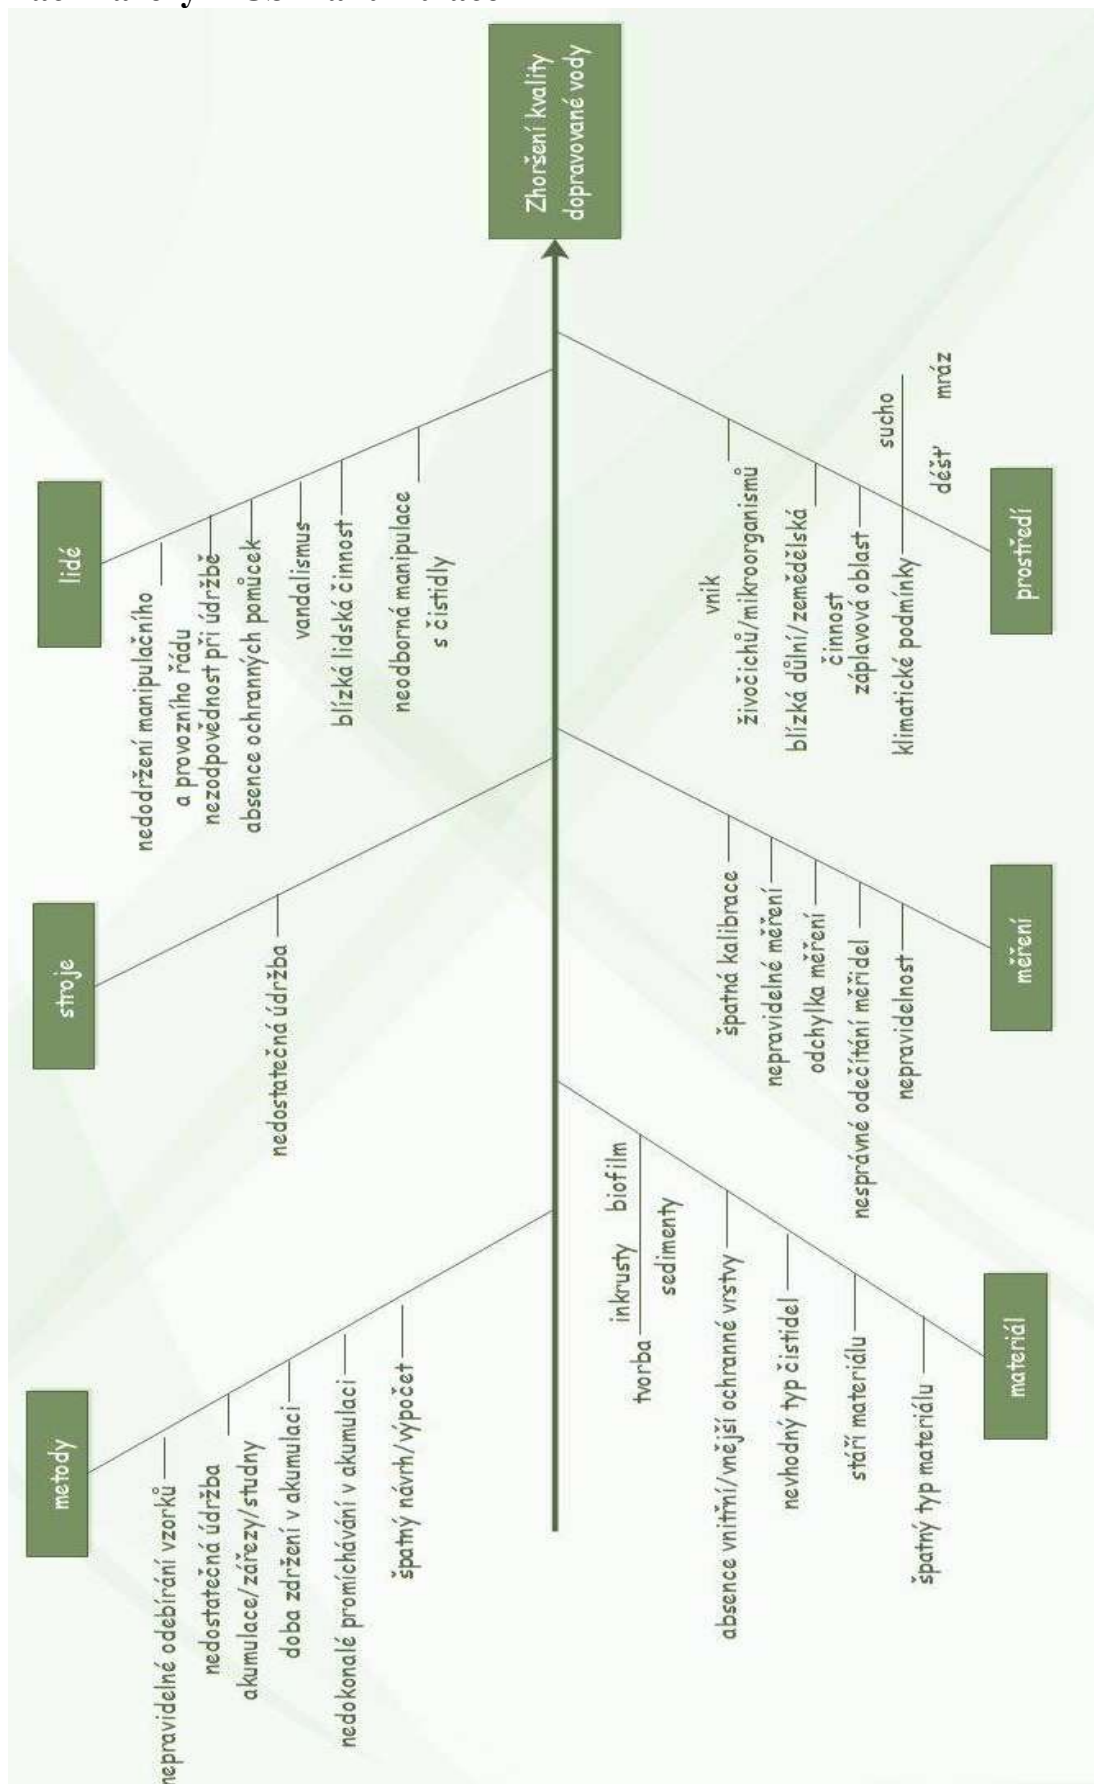 metody
nepravidelné odebírání vzorků
nedostatečná údržba
akumulace/zářezy/studny
doba zdržení v akumulaci
nedokonalé promíchávání v akumulaci
špatný návrh/výpočet
stroje
nedostatečná údržba
lidé
nedodržení manipulačního
a provozního řádu
nezodpovědnost při údržbě
absence ochranných pomůcek
vandalismus
blízká lidská činnost
neodborná manipulace
s čistidly
Zhoršení kvality
dopravované vody
inkrusty biofilm
tvorba
sedimenty
absence vnitřní/vnější ochranné vrstvy
nevhodný typ čistidel
stáří materiálu
špatný typ materiálu
materiál
špatná kalibrace
nepravidelné měření
odchylka měření
nesprávné odečítání měřidel
nepravidelnost
měření
vnik
živočichů/mikroorganismů
blízká důlní/zemědělská
činnost
záplavová oblast
sucho
klimatické podmínky
déšť mráz
prostředí